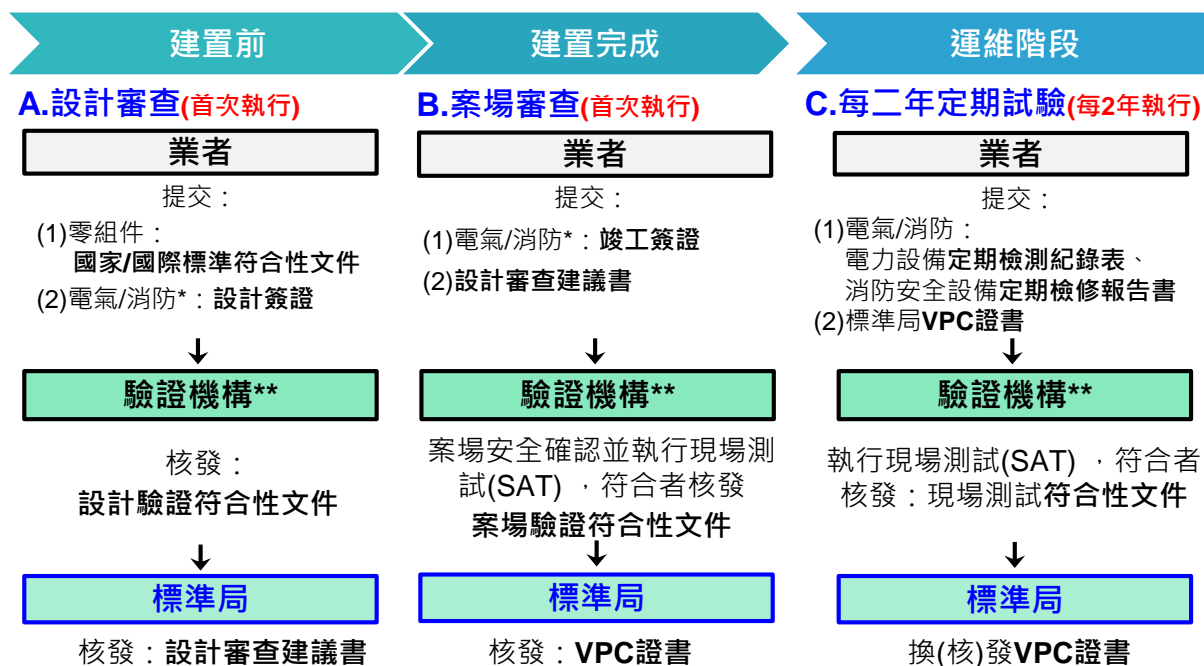 建置前
建置完成
運維階段
A.設計審查(首次執行)
業者
提交：
(1)零組件：
國家/國際標準符合性文件
(2)電氣/消防*：設計簽證
↓
驗證機構**
核發：
設計驗證符合性文件
↓
標準局
核發：設計審查建議書
B.案場審查(首次執行)
業者
提交：
(1)電氣/消防*：竣工簽證
(2)設計審查建議書
↓
驗證機構**
案場安全確認並執行現場測
試(SAT) ，符合者核發
案場驗證符合性文件
↓
標準局
核發：VPC證書
C.每二年定期試驗(每2年執行)
業者
提交：
(1)電氣/消防：
電力設備定期檢測紀錄表、
消防安全設備定期檢修報告書
(2)標準局VPC證書
↓
驗證機構**
執行現場測試(SAT) ，符合者
核發：現場測試符合性文件
↓
標準局
換(核)發VPC證書